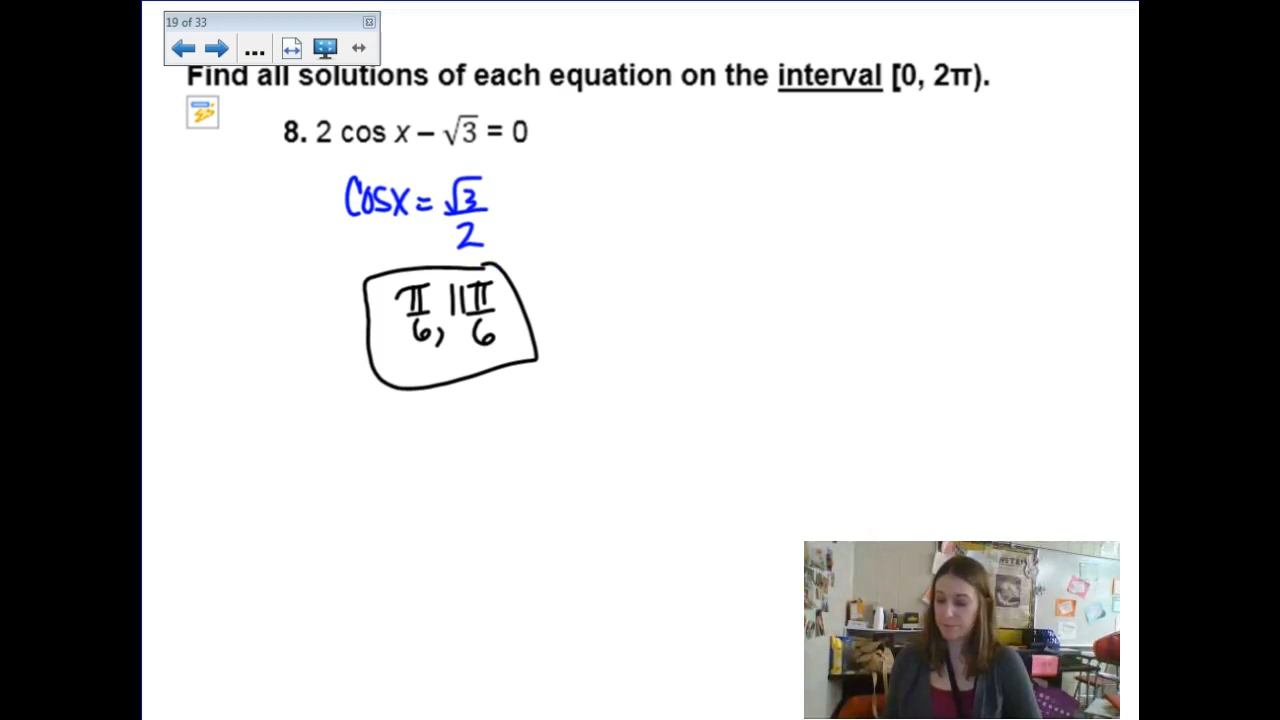 19 of 33
Find all solutions of each equation on the interval [0, 2π).
8. 2 cos x – √3 = 0
cosx = √3/2
π/6, 11π/6